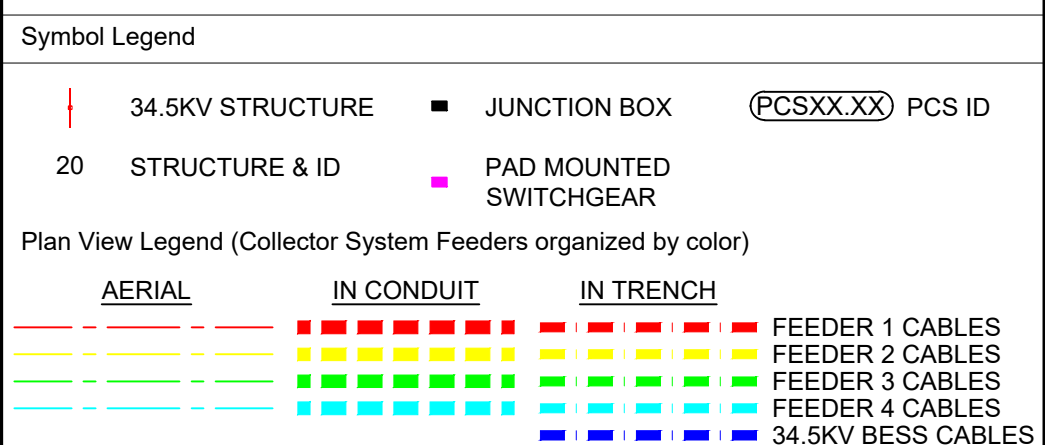 Symbol Legend
34.5KV STRUCTURE JUNCTION BOX PCSXX.XX PCS ID
20 STRUCTURE & ID PAD MOUNTED
SWITCHGEAR
Plan View Legend (Collector System Feeders organized by color)
AERIAL IN CONDUIT IN TRENCH
FEEDER 1 CABLES
FEEDER 2 CABLES
FEEDER 3 CABLES
FEEDER 4 CABLES
34.5KV BESS CABLES